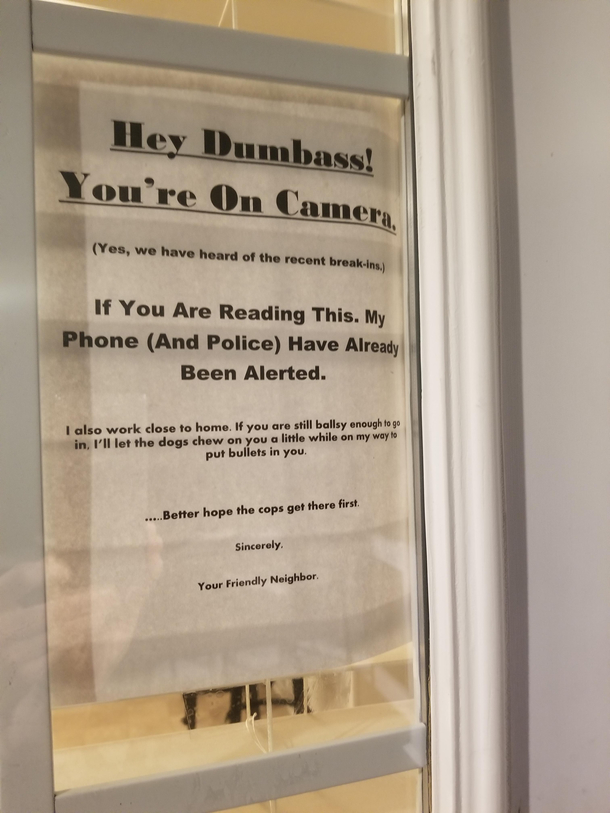 Hey Dumbass!
You're On Camera.
(Yes, we have heard of the recent break-ins.)
If You Are Reading This. My
Phone (And Police) Have Already
Been Alerted.
I also work close to home. If you are still ballsy enough to go
in, I'll let the dogs chew on you a little while on my way to
put bullets in you.
.....Better hope the cops get there first.
Sincerely.
Your Friendly Neighbor.